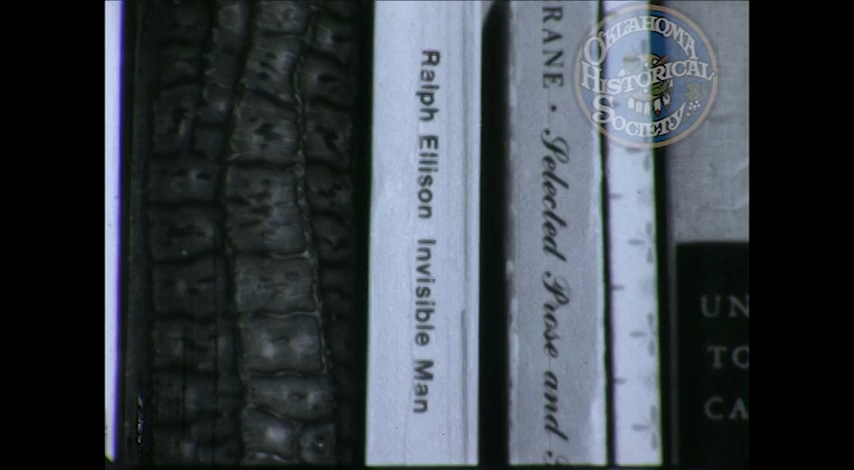 Ralph Ellison Invisible Man
RANE · Selected Prose and
OKLAHOMA
HISTORICAL
SOCIETY
UN
TO
CA